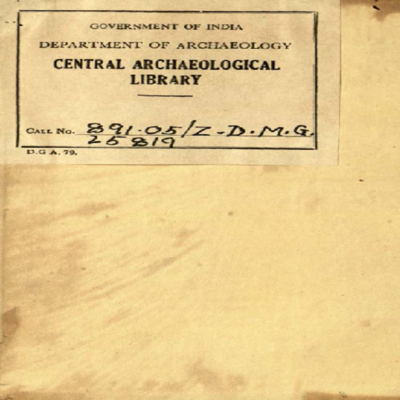 GOVERNMENT OF INDIA
DEPARTMENT OF ARCHAEOLOGY
CENTRAL ARCHAEOLOGICAL
LIBRARY
CALL No. 891.05/Z-D.M.G.
25819
D.G A. 79.